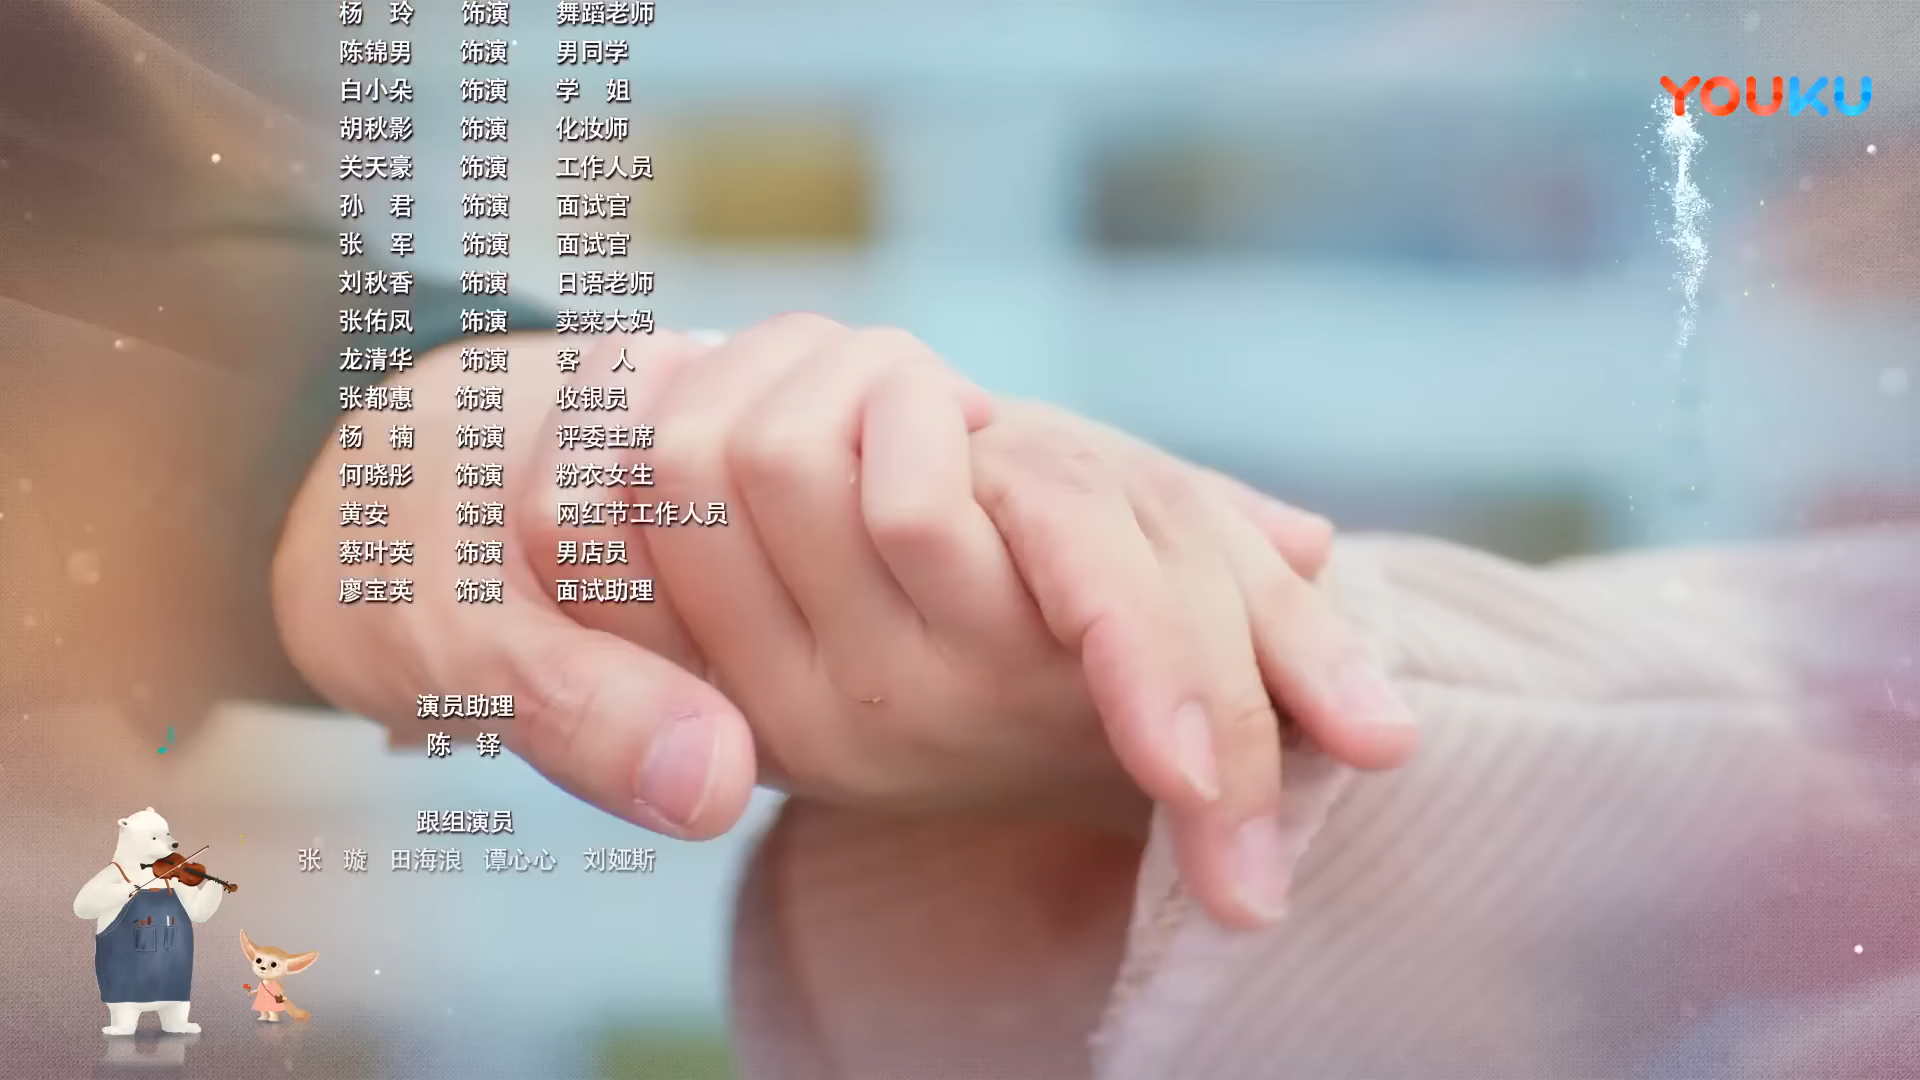 杨　玲　饰演　舞蹈老师
陈锦男　饰演　男同学
白小朵　饰演　学　姐
胡秋影　饰演　化妆师
关天豪　饰演　工作人员
孙　君　饰演　面试官
张　军　饰演　面试官
刘秋香　饰演　日语老师
张佑凤　饰演　卖菜大妈
龙清华　饰演　客　人
张都惠　饰演　收银员
杨　楠　饰演　评委主席
何晓彤　饰演　粉衣女生
黄安　饰演　网红节工作人员
蔡叶英　饰演　男店员
廖宝英　饰演　面试助理
演员助理
陈　铎
跟组演员
张　璇　田海浪　谭心心　刘娅斯
YOUKU